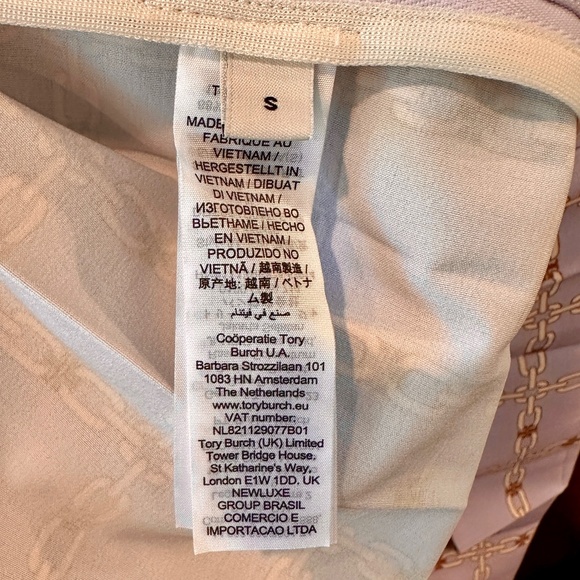 S
MADE
FABRIQUE AU
VIETNAM /
HERGESTELLT IN
VIETNAM / DIBUAT
DI VIETNAM /
ИЗГОТОВЛЕНО ВО
ВЬЕТНАМЕ / HECHO
EN VIETNAM /
PRODUZIDO NO
VIETNÃ / 越南製造 /
原产地: 越南 / ベトナ
ム製
صنع في فيتنام
Coöperatie Tory
Burch U.A.
Barbara Strozzilaan 101
1083 HN Amsterdam
The Netherlands
www.toryburch.eu
VAT number:
NL821129077B01
Tory Burch (UK) Limited
Tower Bridge House.
St Katharine's Way,
London E1W 1DD. UK
NEWLUXE
GROUP BRASIL
COMERCIO E
IMPORTACAO LTDA